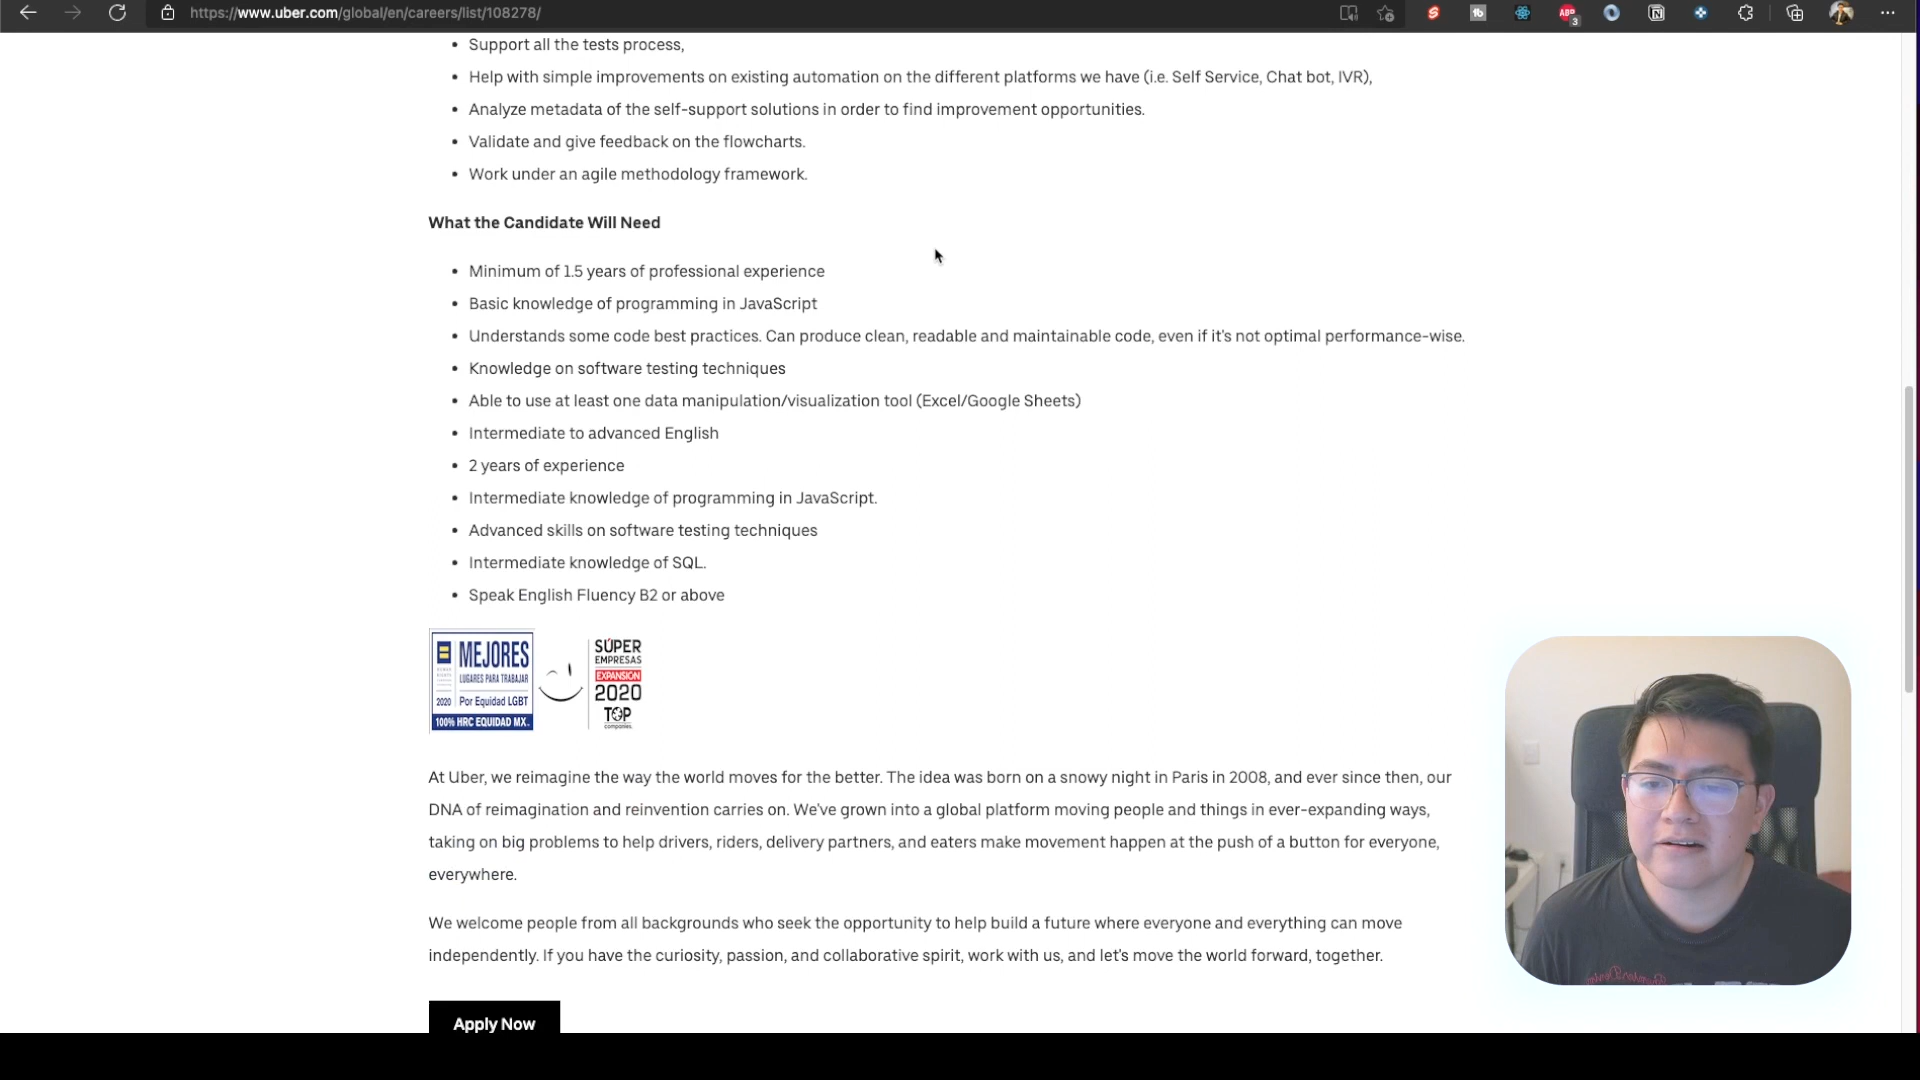 https://www.uber.com/global/en/careers/list/108278/
Support all the tests process,
Help with simple improvements on existing automation on the different platforms we have (i.e. Self Service, Chat bot, IVR),
Analyze metadata of the self-support solutions in order to find improvement opportunities.
Validate and give feedback on the flowcharts.
Work under an agile methodology framework.
What the Candidate Will Need
Minimum of 1.5 years of professional experience
Basic knowledge of programming in JavaScript
Understands some code best practices. Can produce clean, readable and maintainable code, even if it's not optimal performance-wise.
Knowledge on software testing techniques
Able to use at least one data manipulation/visualization tool (Excel/Google Sheets)
Intermediate to advanced English
2 years of experience
Intermediate knowledge of programming in JavaScript.
Advanced skills on software testing techniques
Intermediate knowledge of SQL.
Speak English Fluency B2 or above
MEJORES
LUGARES PARA TRABAJAR
2020 Por Equidad LGBT
100% HRC EQUIDAD MX.
SÚPER
EMPRESAS
EXPANSIÓN
2020
TOP
companies.
At Uber, we reimagine the way the world moves for the better. The idea was born on a snowy night in Paris in 2008, and ever since then, our
DNA of reimagination and reinvention carries on. We've grown into a global platform moving people and things in ever-expanding ways,
taking on big problems to help drivers, riders, delivery partners, and eaters make movement happen at the push of a button for everyone,
everywhere.
We welcome people from all backgrounds who seek the opportunity to help build a future where everyone and everything can move
independently. If you have the curiosity, passion, and collaborative spirit, work with us, and let's move the world forward, together.
Apply Now